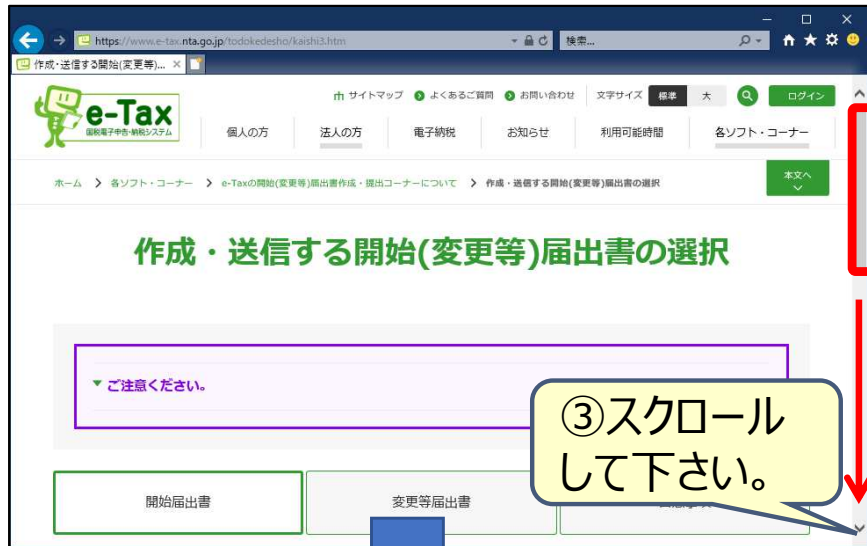 https://www.e-tax.nta.go.jp/todokedesho/kaishi3.htm
検索...
作成・送信する開始(変更等)...
サイトマップ よくあるご質問 お問い合わせ 文字サイズ 標準 大 ログイン
e-Tax
国税電子申告・納税システム
個人の方 法人の方 電子納税 お知らせ 利用可能時間 各ソフト・コーナー
ホーム > 各ソフト・コーナー > e-Taxの開始(変更等)届出書作成・提出コーナーについて > 作成・送信する開始(変更等)届出書の選択
本文へ
作成・送信する開始(変更等)届出書の選択
ご注意ください。
③スクロール
して下さい。
開始届出書 変更等届出書